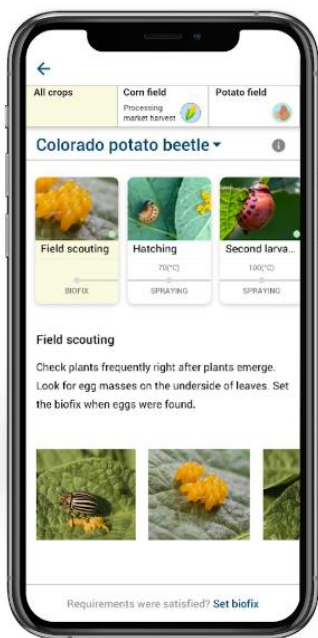 All crops
Corn field
Processing
market harvest
Potato field
Colorado potato beetle
Field scouting
BIOFIX
Hatching
70(°C)
SPRAYING
Second larva...
100(°C)
SPRAYING
Field scouting
Check plants frequently right after plants emerge.
Look for egg masses on the underside of leaves. Set
the biofix when eggs were found.
Requirements were satisfied? Set biofix